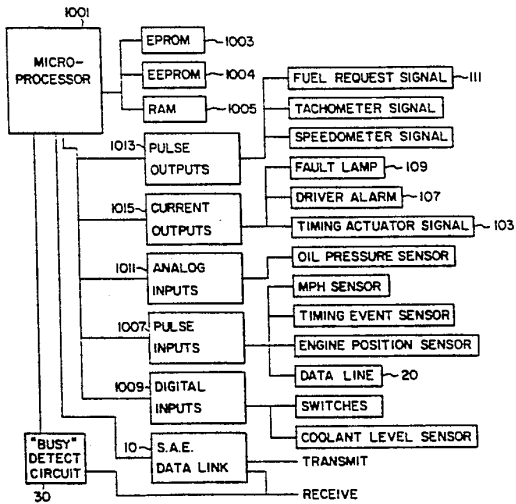 1001
MICRO-
PROCESSOR
EPROM 1003
EEPROM 1004
RAM 1005
1013 PULSE
OUTPUTS
1015 CURRENT
OUTPUTS
1011 ANALOG
INPUTS
1007 PULSE
INPUTS
1009 DIGITAL
INPUTS
10 S.A.E.
DATA LINK
"BUSY"
DETECT
CIRCUIT
30
FUEL REQUEST SIGNAL 111
TACHOMETER SIGNAL
SPEEDOMETER SIGNAL
FAULT LAMP 109
DRIVER ALARM 107
TIMING ACTUATOR SIGNAL 103
OIL PRESSURE SENSOR
MPH SENSOR
TIMING EVENT SENSOR
ENGINE POSITION SENSOR
DATA LINE 20
SWITCHES
COOLANT LEVEL SENSOR
TRANSMIT
RECEIVE